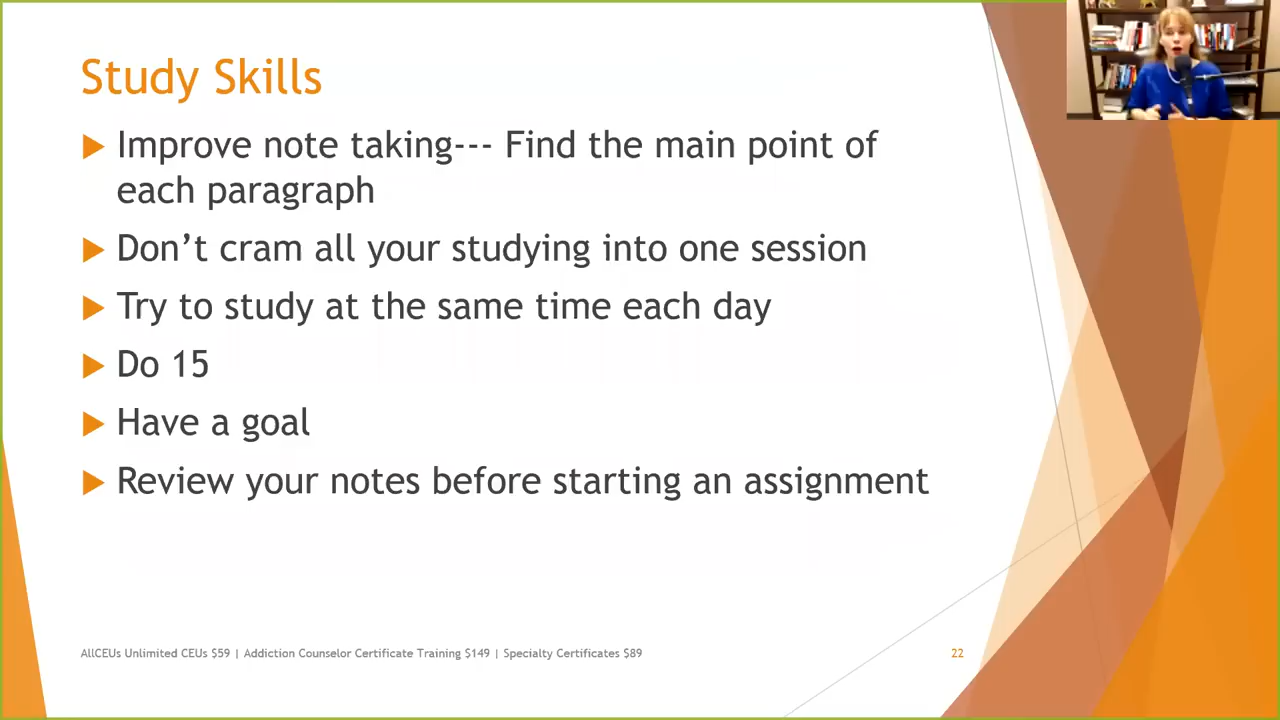 Study Skills
Improve note taking--- Find the main point of
each paragraph
Don’t cram all your studying into one session
Try to study at the same time each day
Do 15
Have a goal
Review your notes before starting an assignment
AllCEUs Unlimited CEUs $59 | Addiction Counselor Certificate Training $149 | Specialty Certificates $89
22